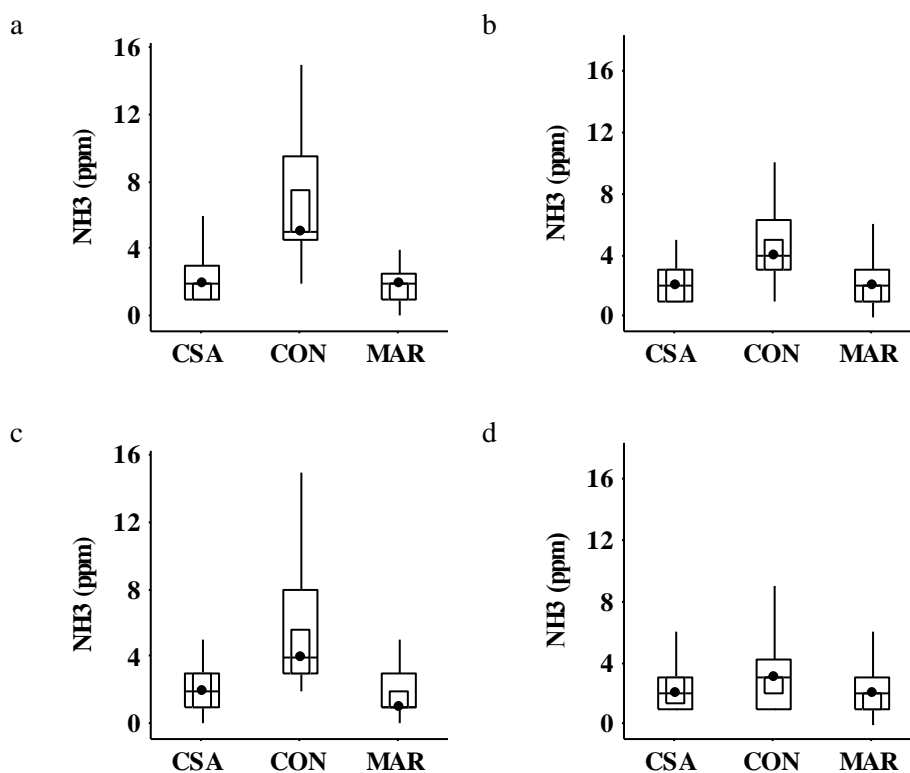 a
16
12
8
4
0
NH3 (ppm)
CSA CON MAR
b
16
12
8
4
0
NH3 (ppm)
CSA CON MAR
c
16
12
8
4
0
NH3 (ppm)
CSA CON MAR
d
16
12
8
4
0
NH3 (ppm)
CSA CON MAR